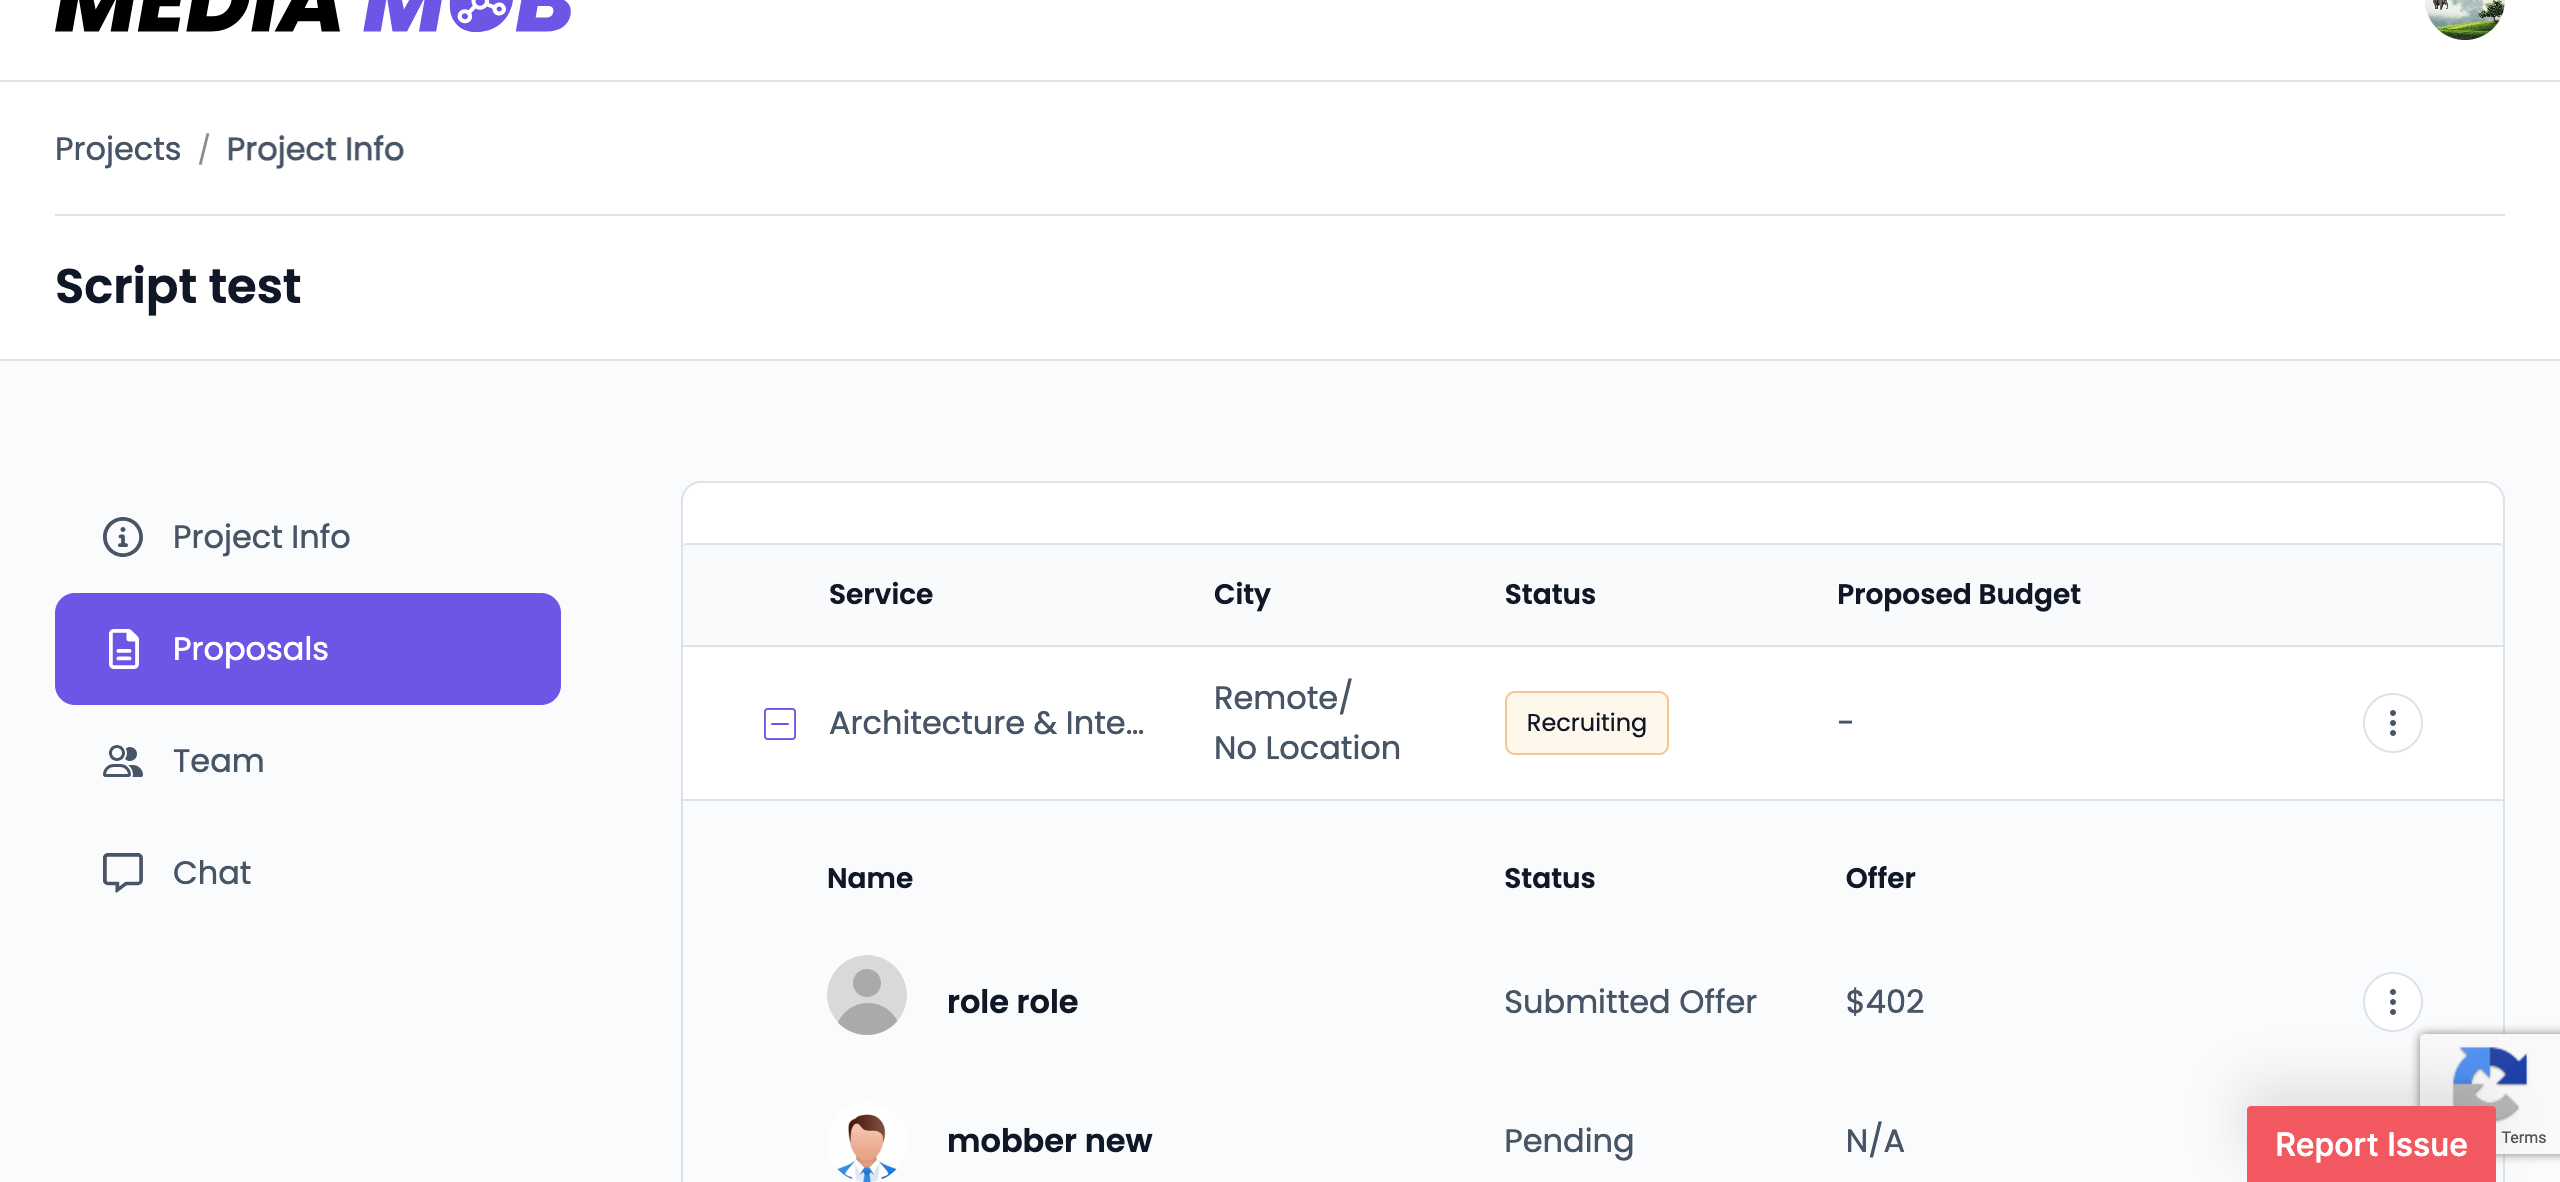 MEDIA MOB
Projects / Project Info
Script test
Project Info
Proposals
Team
Chat
Service City Status Proposed Budget
Architecture & Inte... Remote/
No Location Recruiting -
Name Status Offer
role role Submitted Offer $402
mobber new Pending N/A
Report Issue
Terms